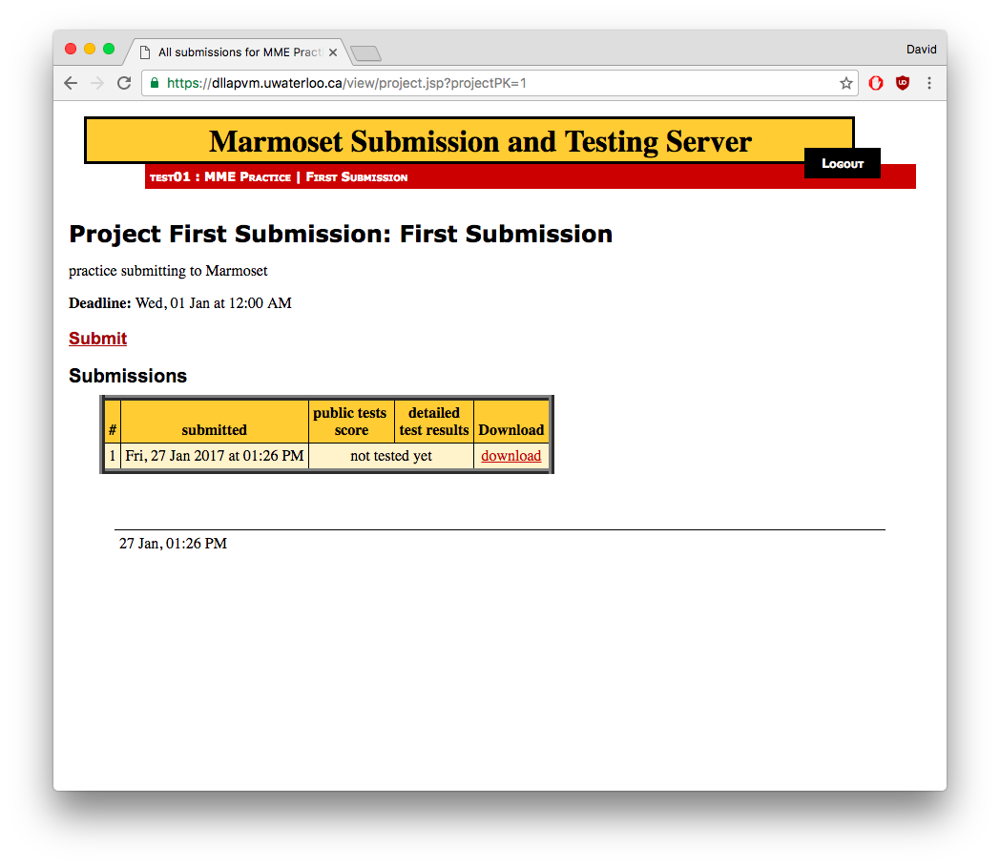 All submissions for MME Pract
David
https://dllapvm.uwaterloo.ca/view/project.jsp?projectPK=1
Marmoset Submission and Testing Server
Logout
test01 : MME Practice | First Submission
Project First Submission: First Submission
practice submitting to Marmoset
Deadline: Wed, 01 Jan at 12:00 AM
Submit
Submissions
# submitted public tests score detailed test results Download
1 Fri, 27 Jan 2017 at 01:26 PM not tested yet download
27 Jan, 01:26 PM